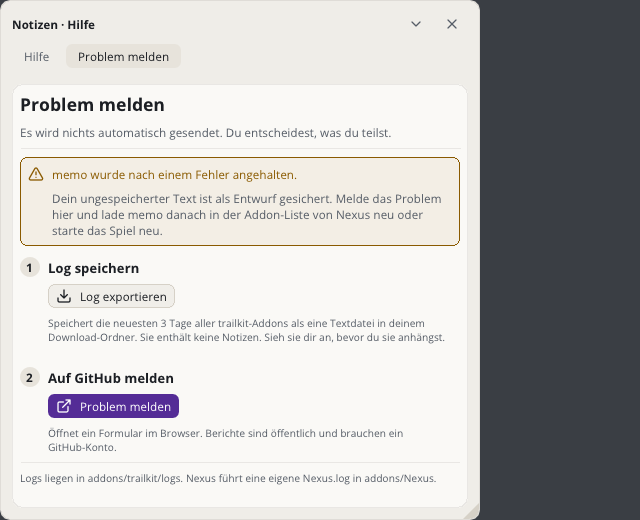 Notizen · Hilfe
Hilfe
Problem melden
Problem melden
Es wird nichts automatisch gesendet. Du entscheidest, was du teilst.
memo wurde nach einem Fehler angehalten.
Dein ungespeicherter Text ist als Entwurf gesichert. Melde das Problem
hier und lade memo danach in der Addon-Liste von Nexus neu oder
starte das Spiel neu.
1 Log speichern
Log exportieren
Speichert die neuesten 3 Tage aller trailkit-Addons als eine Textdatei in deinem
Download-Ordner. Sie enthält keine Notizen. Sieh sie dir an, bevor du sie anhängst.
2 Auf GitHub melden
Problem melden
Öffnet ein Formular im Browser. Berichte sind öffentlich und brauchen ein
GitHub-Konto.
Logs liegen in addons/trailkit/logs. Nexus führt eine eigene Nexus.log in addons/Nexus.